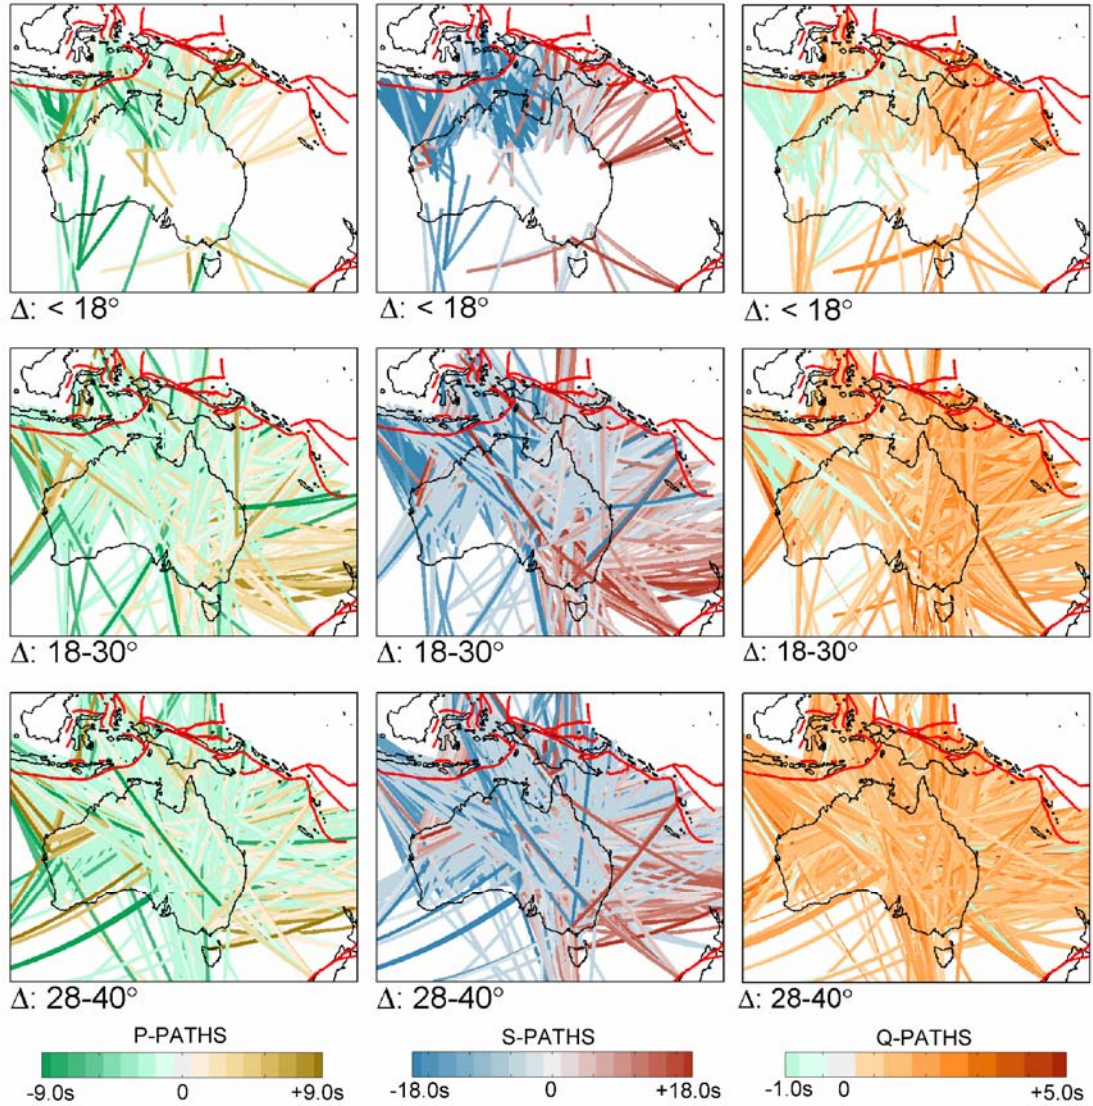 Δ: < 18° Δ: < 18° Δ: < 18°
Δ: 18-30° Δ: 18-30° Δ: 18-30°
Δ: 28-40° Δ: 28-40° Δ: 28-40°
P-PATHS S-PATHS Q-PATHS
-9.0s 0 +9.0s -18.0s 0 +18.0s -1.0s 0 +5.0s